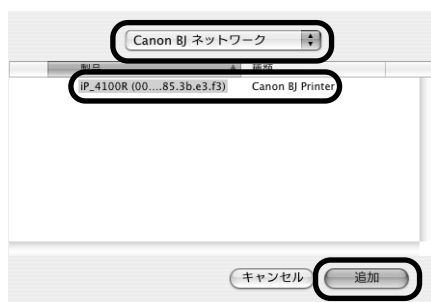 Canon BJ ネットワーク
製品 種類
iP_4100R (00....85.3b.e3.f3) Canon BJ Printer
キャンセル 追加